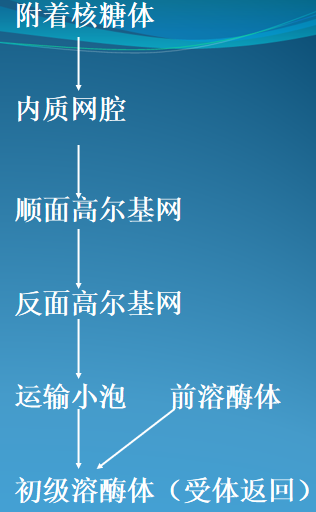 附着核糖体
内质网腔
顺面高尔基网
反面高尔基网
运输小泡 前溶酶体
初级溶酶体（受体返回）